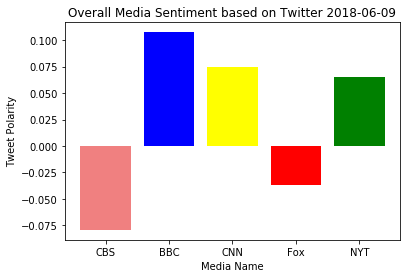 Overall Media Sentiment based on Twitter 2018-06-09
Tweet Polarity
0.100
0.075
0.050
0.025
0.000
−0.025
−0.050
−0.075
CBS BBC CNN Fox NYT
Media Name